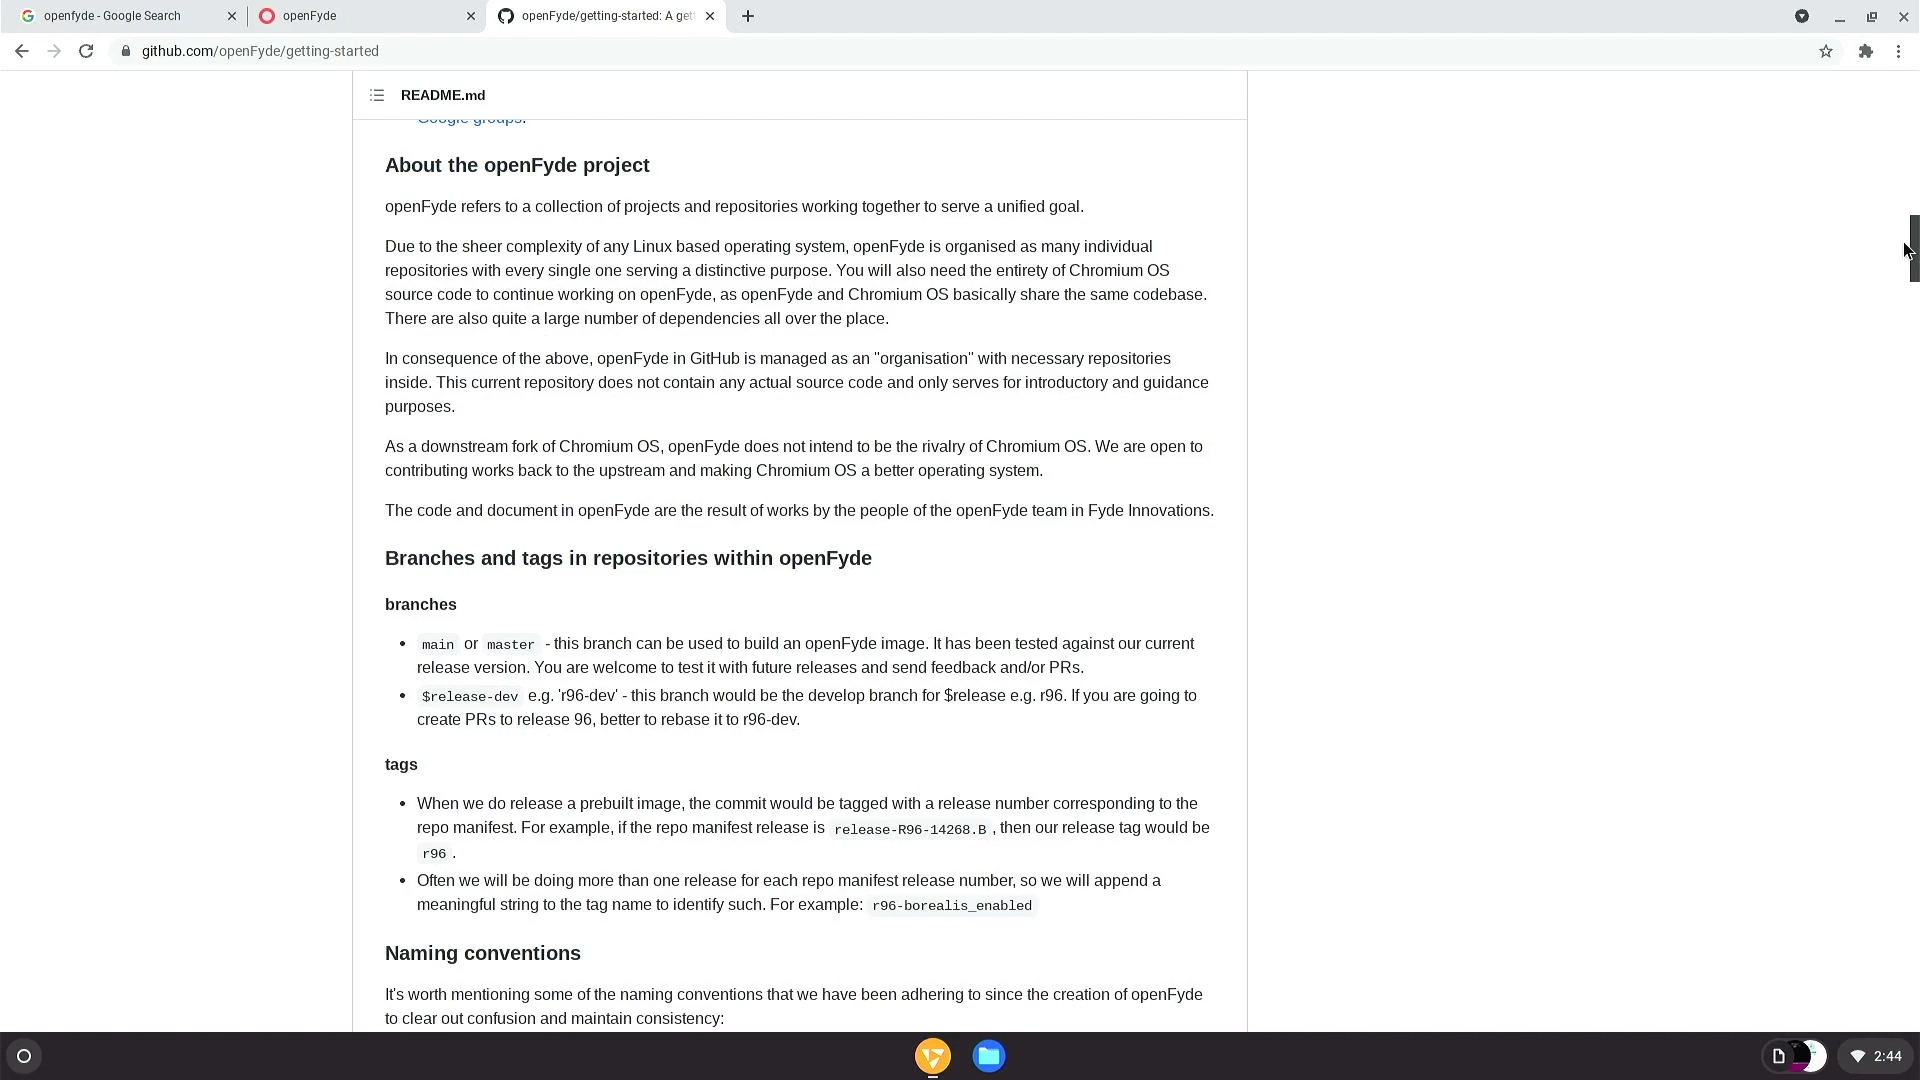 openfyde - Google Search
openFyde
openFyde/getting-started: A get
github.com/openFyde/getting-started
README.md
Google groups.
About the openFyde project
openFyde refers to a collection of projects and repositories working together to serve a unified goal.
Due to the sheer complexity of any Linux based operating system, openFyde is organised as many individual
repositories with every single one serving a distinctive purpose. You will also need the entirety of Chromium OS
source code to continue working on openFyde, as openFyde and Chromium OS basically share the same codebase.
There are also quite a large number of dependencies all over the place.
In consequence of the above, openFyde in GitHub is managed as an "organisation" with necessary repositories
inside. This current repository does not contain any actual source code and only serves for introductory and guidance
purposes.
As a downstream fork of Chromium OS, openFyde does not intend to be the rivalry of Chromium OS. We are open to
contributing works back to the upstream and making Chromium OS a better operating system.
The code and document in openFyde are the result of works by the people of the openFyde team in Fyde Innovations.
Branches and tags in repositories within openFyde
branches
main or master - this branch can be used to build an openFyde image. It has been tested against our current
release version. You are welcome to test it with future releases and send feedback and/or PRs.
$release-dev e.g. 'r96-dev' - this branch would be the develop branch for $release e.g. r96. If you are going to
create PRs to release 96, better to rebase it to r96-dev.
tags
When we do release a prebuilt image, the commit would be tagged with a release number corresponding to the
repo manifest. For example, if the repo manifest release is release-R96-14268.B, then our release tag would be
r96.
Often we will be doing more than one release for each repo manifest release number, so we will append a
meaningful string to the tag name to identify such. For example: r96-borealis_enabled
Naming conventions
It's worth mentioning some of the naming conventions that we have been adhering to since the creation of openFyde
to clear out confusion and maintain consistency:
2:44